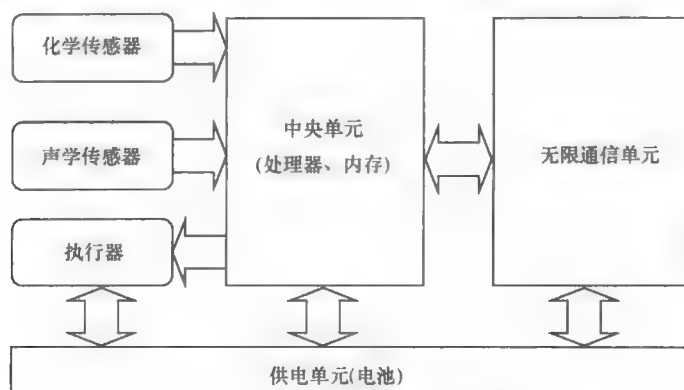 化学传感器
声学传感器
执行器
中央单元
(处理器、内存)
无限通信单元
供电单元(电池)